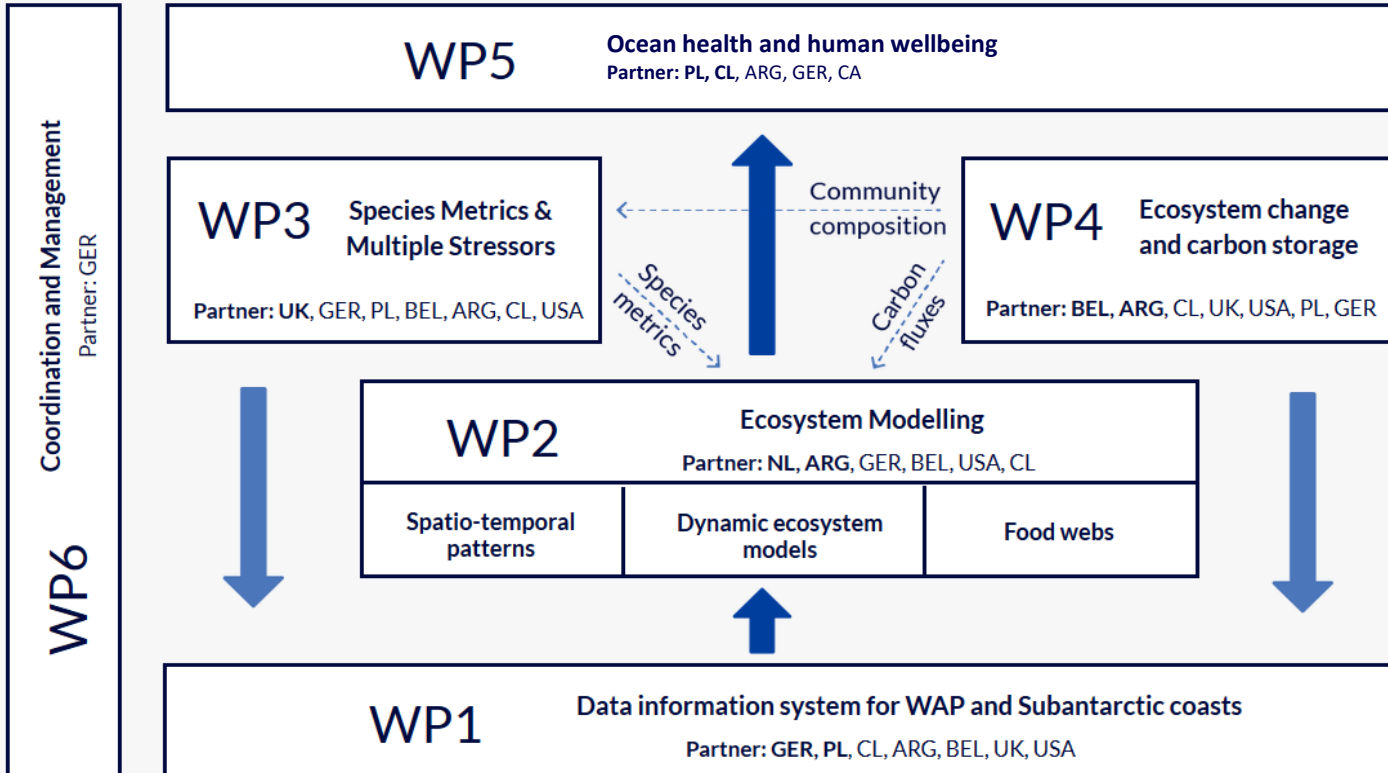 WP5
Ocean health and human wellbeing
Partner: PL, CL, ARG, GER, CA
WP6
Coordination and Management
Partner: GER
WP3
Species Metrics &
Multiple Stressors
Partner: UK, GER, PL, BEL, ARG, CL, USA
Community
composition
Species
metrics
Carbon
fluxes
WP4
Ecosystem change
and carbon storage
Partner: BEL, ARG, CL, UK, USA, PL, GER
WP2
Ecosystem Modelling
Partner: NL, ARG, GER, BEL, USA, CL
Spatio-temporal
patterns
Dynamic ecosystem
models
Food webs
WP1
Data information system for WAP and Subantarctic coasts
Partner: GER, PL, CL, ARG, BEL, UK, USA